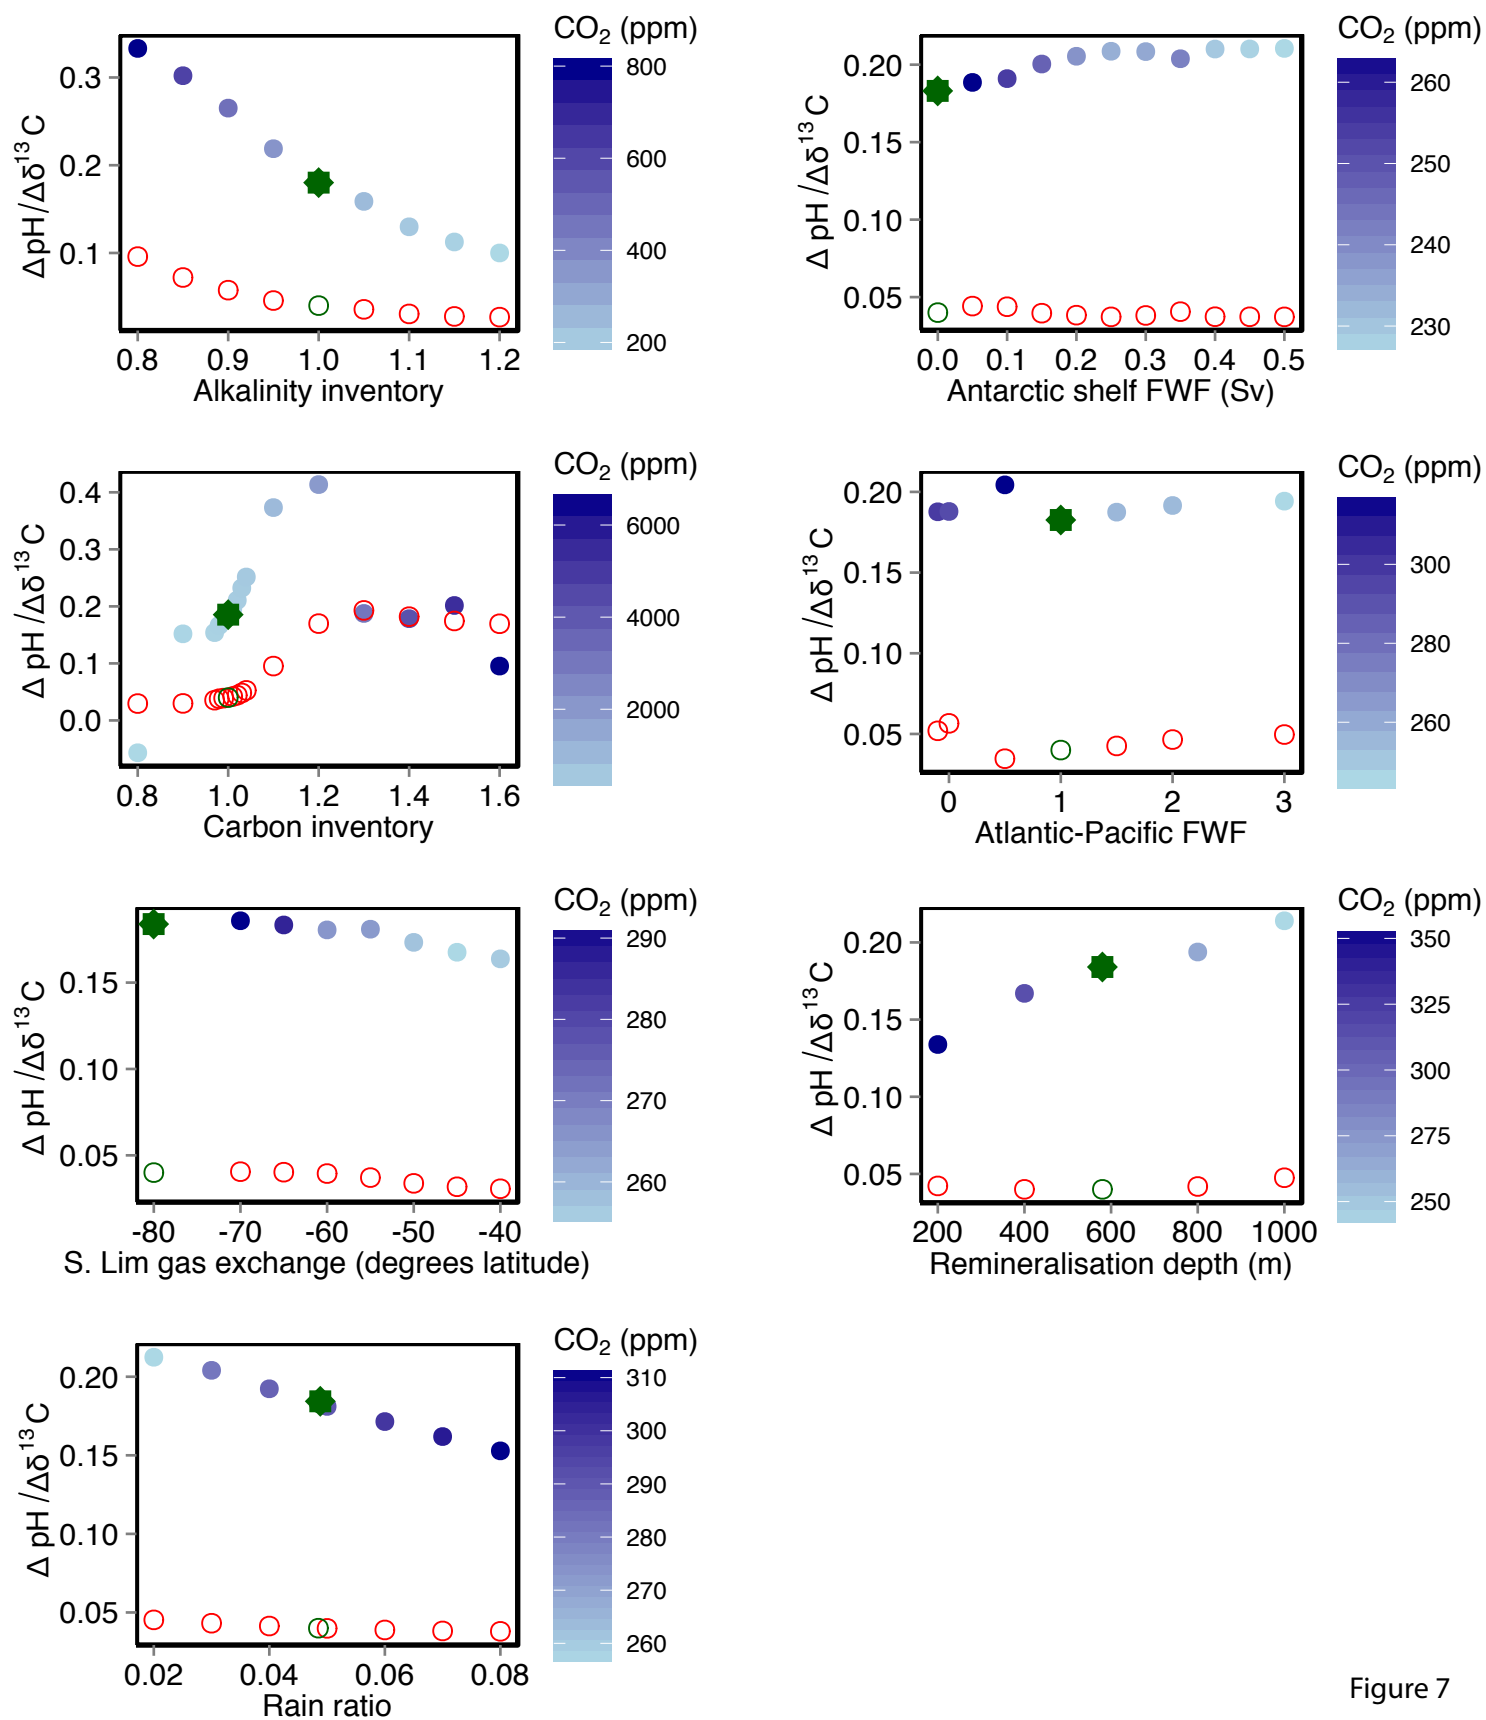 CO₂ (ppm)
ΔpH/Δδ¹³C
0.3
0.2
0.1
0.8 0.9 1.0 1.1 1.2
Alkalinity inventory
800
600
400
200
CO₂ (ppm)
Δ pH /Δδ¹³C
0.20
0.15
0.10
0.05
0.0 0.1 0.2 0.3 0.4 0.5
Antarctic shelf FWF (Sv)
260
250
240
230
CO₂ (ppm)
Δ pH /Δδ¹³C
0.4
0.3
0.2
0.1
0.0
0.8 1.0 1.2 1.4 1.6
Carbon inventory
6000
4000
2000
CO₂ (ppm)
Δ pH /Δδ¹³C
0.20
0.15
0.10
0.05
0 1 2 3
Atlantic-Pacific FWF
300
280
260
CO₂ (ppm)
Δ pH /Δδ¹³C
0.15
0.10
0.05
-80 -70 -60 -50 -40
S. Lim gas exchange (degrees latitude)
290
280
270
260
CO₂ (ppm)
Δ pH /Δδ¹³C
0.20
0.15
0.10
0.05
200 400 600 800 1000
Remineralisation depth (m)
350
325
300
275
250
CO₂ (ppm)
Δ pH /Δδ¹³C
0.20
0.15
0.10
0.05
0.02 0.04 0.06 0.08
Rain ratio
310
300
290
280
270
260
Figure 7